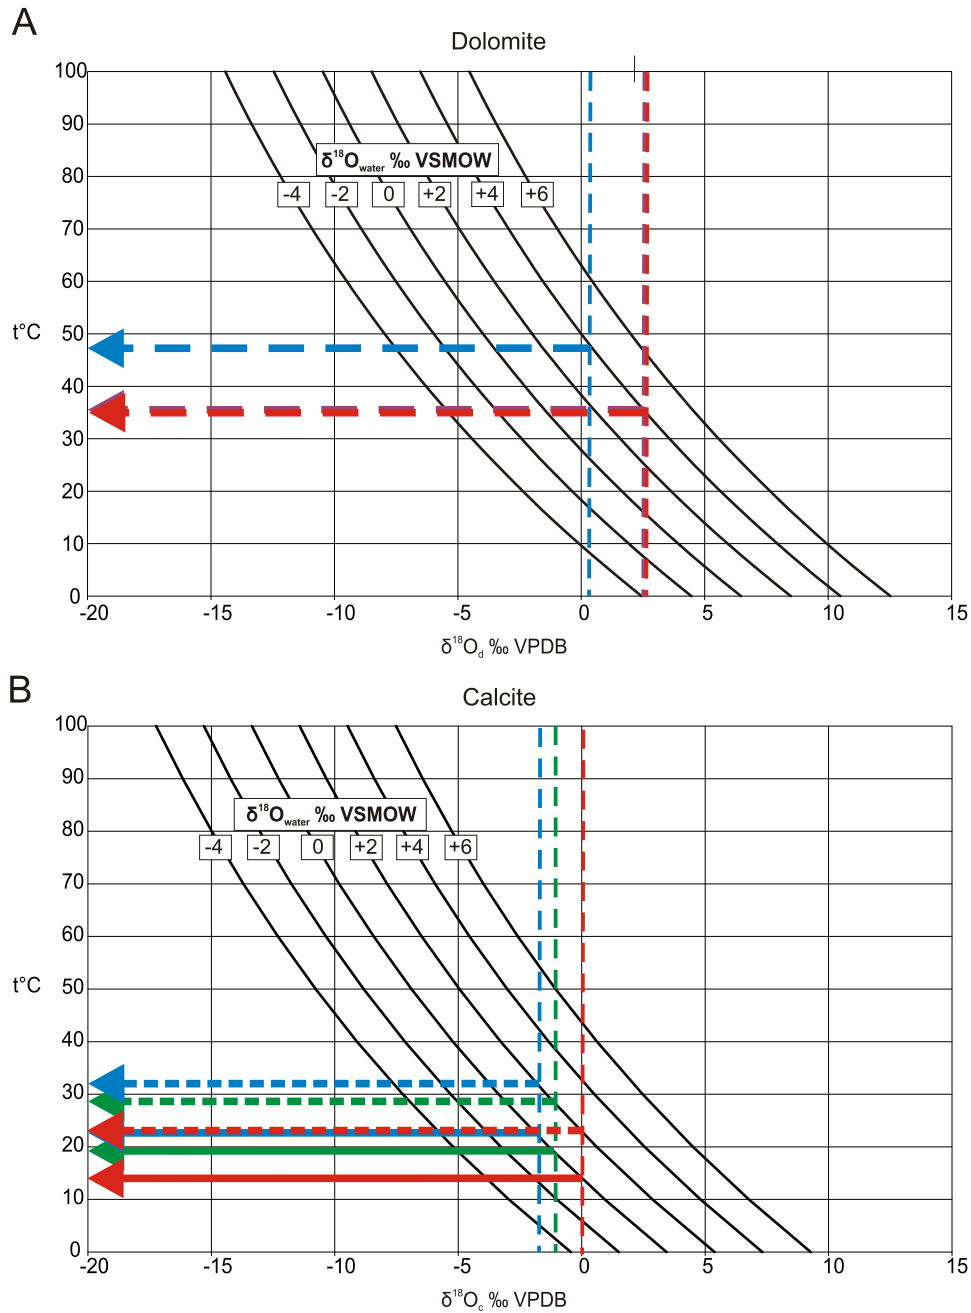 A
Dolomite
100
90
δ18Owater ‰ VSMOW
80
-4 -2 0 +2 +4 +6
70
60
t°C
50
40
30
20
10
0
-20 -15 -10 -5 0 5 10 15
δ18Od ‰ VPDB
B
Calcite
100
90
δ18Owater ‰ VSMOW
80
-4 -2 0 +2 +4 +6
70
60
t°C
50
40
30
20
10
0
-20 -15 -10 -5 0 5 10 15
δ18Oc ‰ VPDB